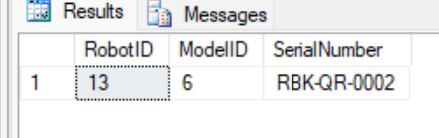 Results Messages
RobotID ModelID SerialNumber
1 13 6 RBK-QR-0002